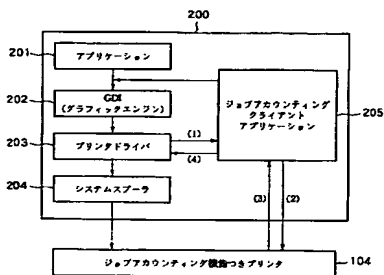 200
201
アプリケーション
202
GDI
(グラフィックエンジン)
203
プリンタドライバ
204
システムスプーラ
ジョブアカウンティング
クライアント
アプリケーション
205
(1)
(4)
(3)
(2)
ジョブアカウンティング機能つきプリンタ
104